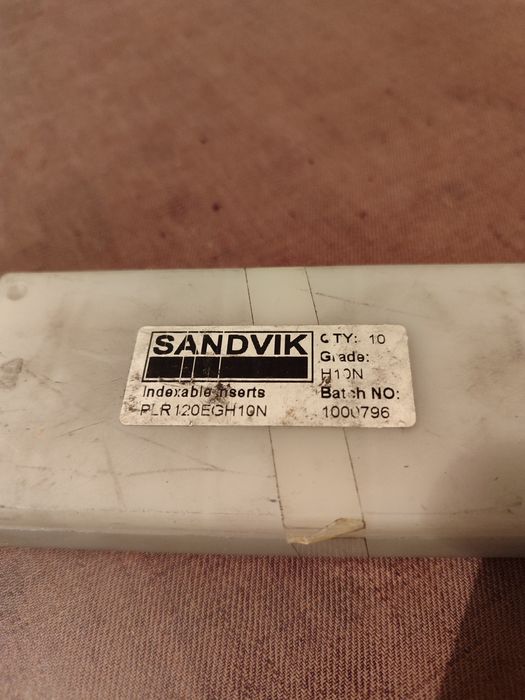 SANDVIK
QTY: 10
Grade:
H10N
Indexable Inserts
Batch NO:
PLR120EGH10N
1000796